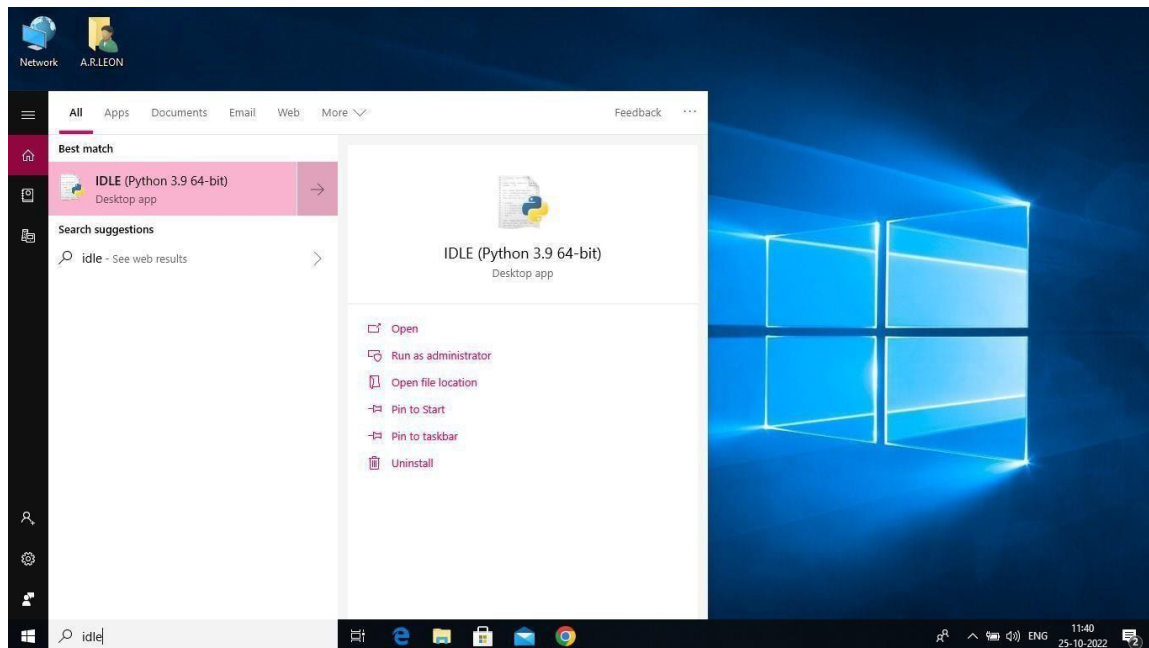 Network
A.R.LEON
All Apps Documents Email Web More Feedback ...
Best match
IDLE (Python 3.9 64-bit)
Desktop app
Search suggestions
idle - See web results
IDLE (Python 3.9 64-bit)
Desktop app
Open
Run as administrator
Open file location
Pin to Start
Pin to taskbar
Uninstall
idle
ENG
11:40
25-10-2022
2